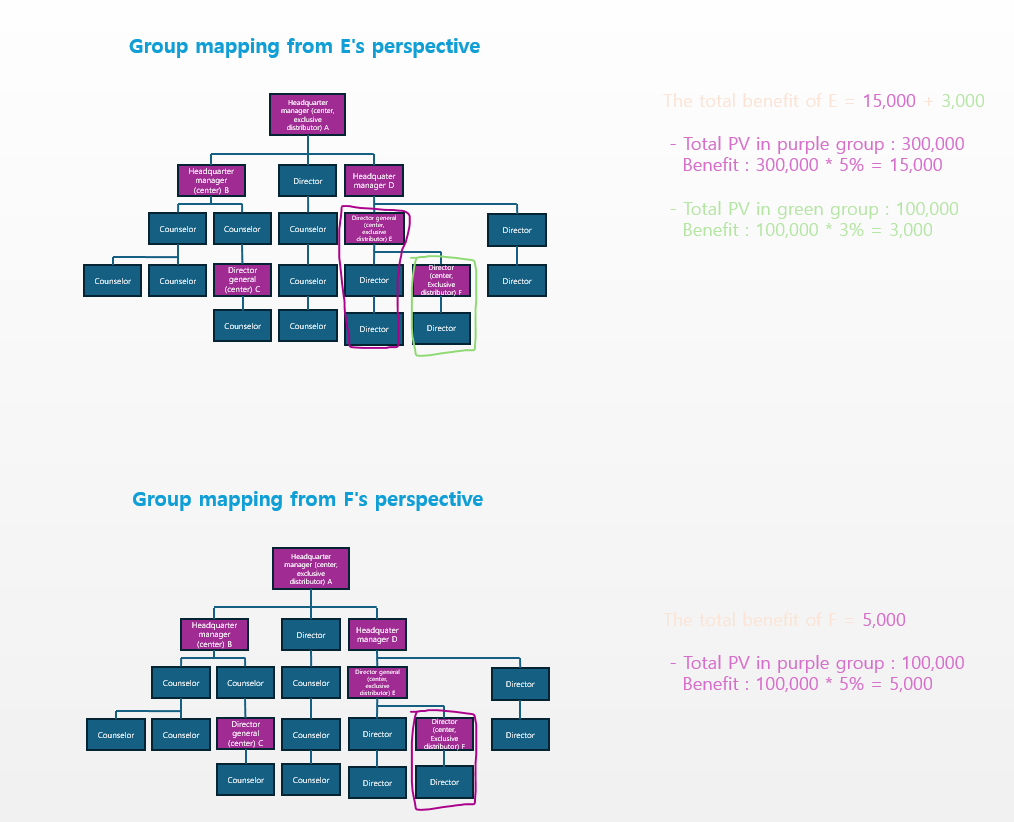 Group mapping from E's perspective
Headquarter
manager (center,
exclusive
distributor) A
Headquarter
manager
(center) B
Director
Headquater
manager D
Counselor
Counselor
Counselor
Director general
(center,
exclusive
distributor) E
Director
Counselor
Counselor
Director
general
(center) C
Counselor
Director
Director
(center,
Exclusive
distributor) F
Director
Counselor
Counselor
Director
Director
The total benefit of E = 15,000 + 3,000
- Total PV in purple group : 300,000
Benefit : 300,000 * 5% = 15,000
- Total PV in green group : 100,000
Benefit : 100,000 * 3% = 3,000
Group mapping from F's perspective
Headquarter
manager (center,
exclusive
distributor) A
Headquarter
manager
(center) B
Director
Headquater
manager D
Counselor
Counselor
Counselor
Director general
(center,
exclusive
distributor) E
Director
Counselor
Counselor
Director
general
(center) C
Counselor
Director
Director
(center,
Exclusive
distributor) F
Director
Counselor
Counselor
Director
Director
The total benefit of F = 5,000
- Total PV in purple group : 100,000
Benefit : 100,000 * 5% = 5,000